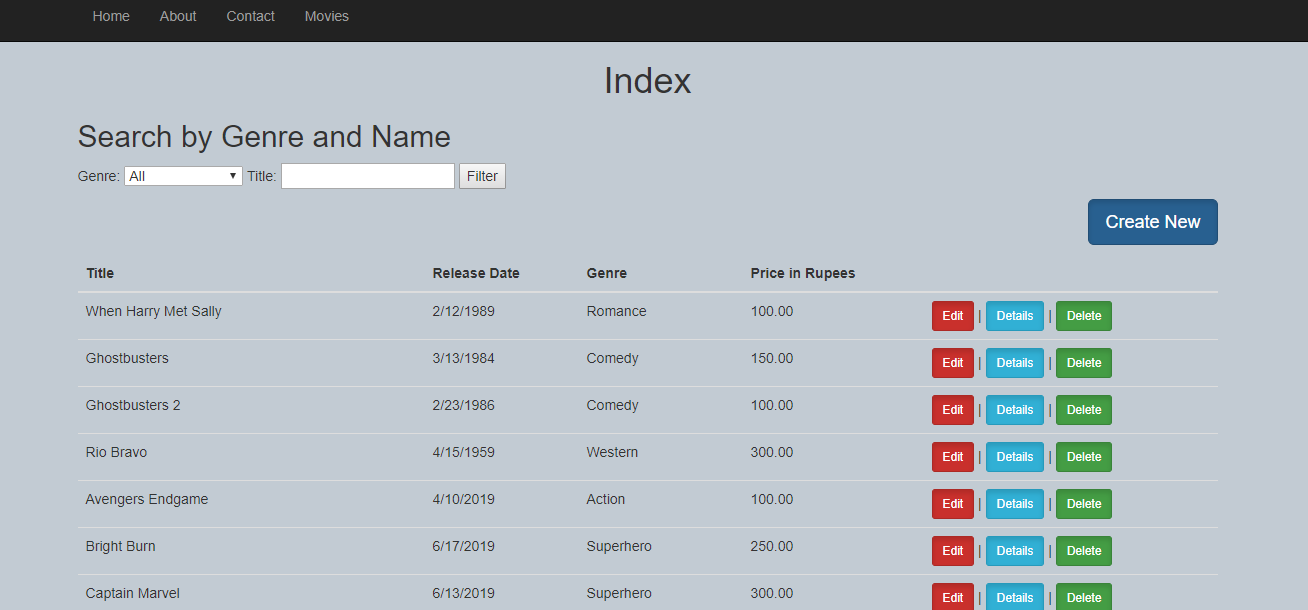 Home About Contact Movies
Index
Search by Genre and Name
Genre: All Title: Filter
Create New
Title Release Date Genre Price in Rupees
When Harry Met Sally 2/12/1989 Romance 100.00 Edit | Details | Delete
Ghostbusters 3/13/1984 Comedy 150.00 Edit | Details | Delete
Ghostbusters 2 2/23/1986 Comedy 100.00 Edit | Details | Delete
Rio Bravo 4/15/1959 Western 300.00 Edit | Details | Delete
Avengers Endgame 4/10/2019 Action 100.00 Edit | Details | Delete
Bright Burn 6/17/2019 Superhero 250.00 Edit | Details | Delete
Captain Marvel 6/13/2019 Superhero 300.00 Edit | Details | Delete